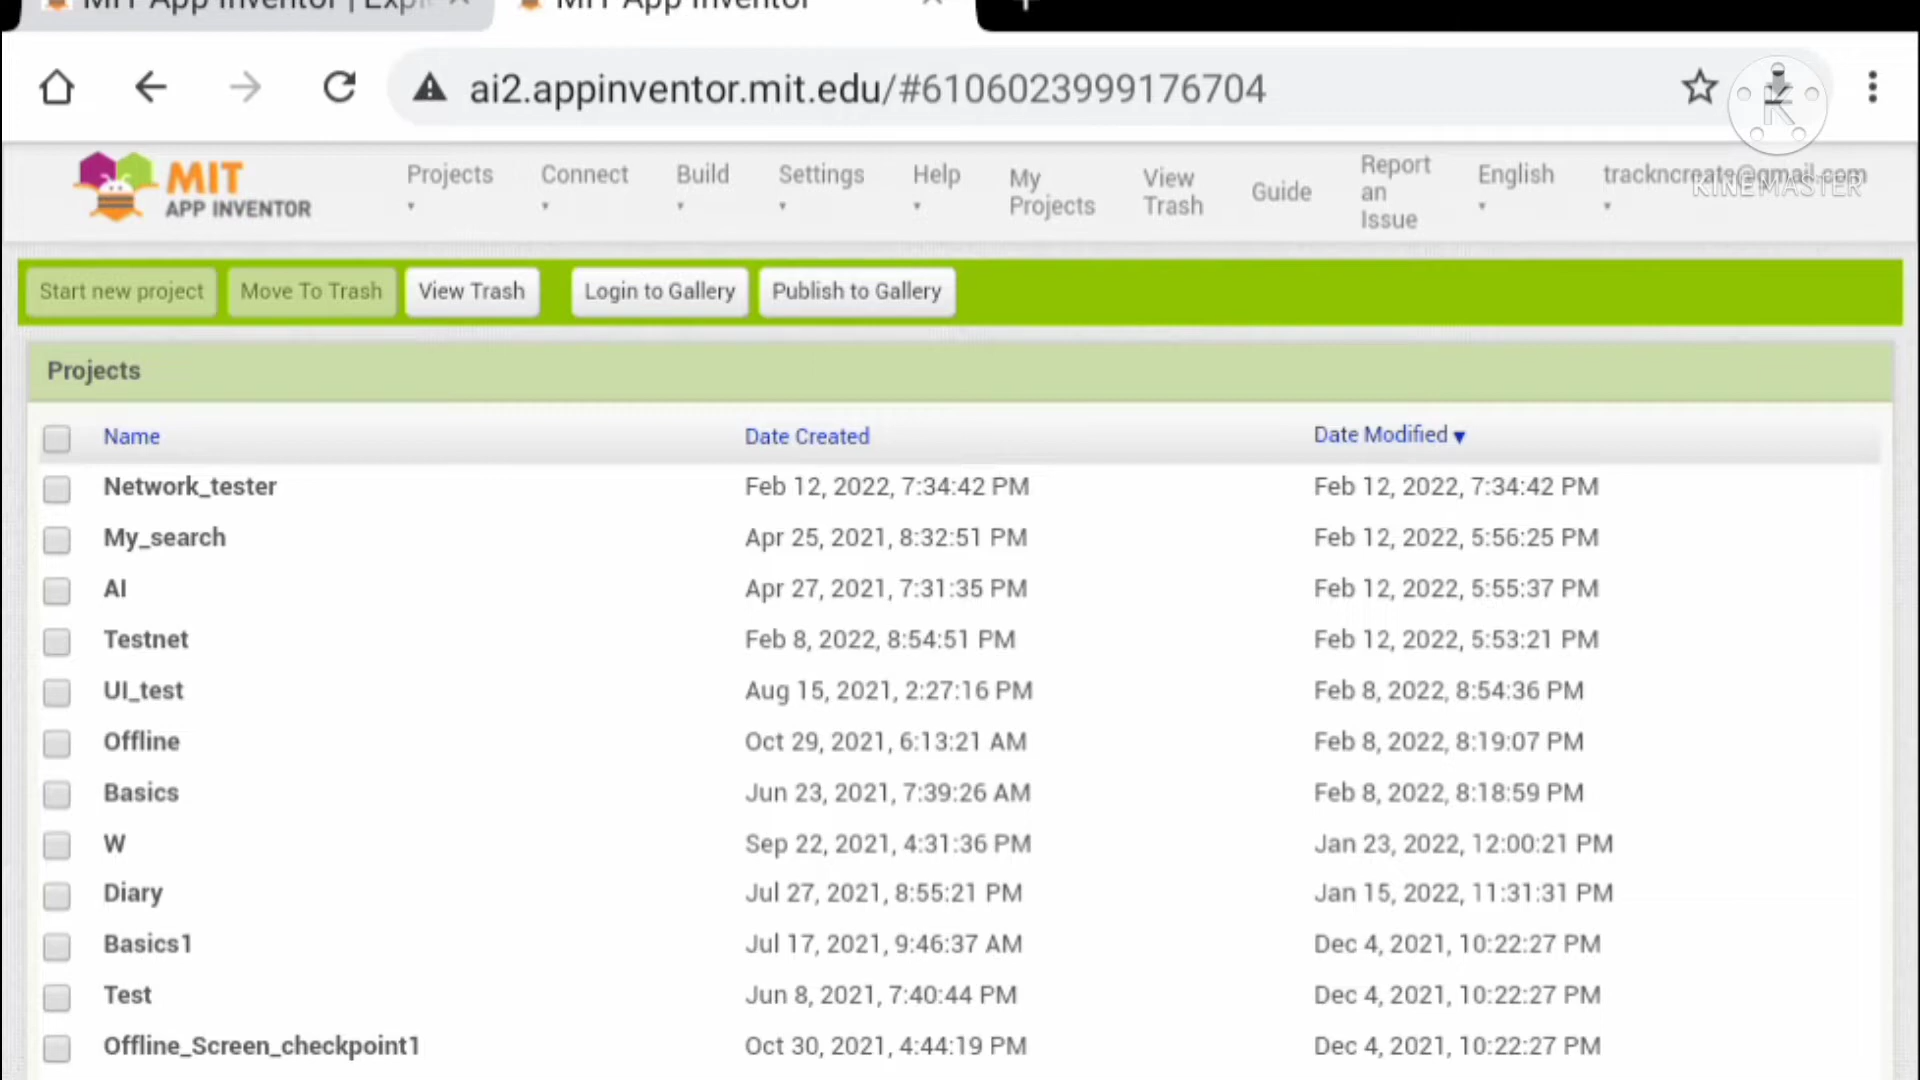 MIT App Inventor | Expl
MIT App Inventor
ai2.appinventor.mit.edu/#6106023999176704
MIT
APP INVENTOR
Projects
Connect
Build
Settings
Help
My
Projects
View
Trash
Guide
Report
an
Issue
English
trackncreate@gmail.com
KINEMASTER
Start new project
Move To Trash
View Trash
Login to Gallery
Publish to Gallery
Projects
Name Date Created Date Modified ▼
Network_tester Feb 12, 2022, 7:34:42 PM Feb 12, 2022, 7:34:42 PM
My_search Apr 25, 2021, 8:32:51 PM Feb 12, 2022, 5:56:25 PM
AI Apr 27, 2021, 7:31:35 PM Feb 12, 2022, 5:55:37 PM
Testnet Feb 8, 2022, 8:54:51 PM Feb 12, 2022, 5:53:21 PM
UI_test Aug 15, 2021, 2:27:16 PM Feb 8, 2022, 8:54:36 PM
Offline Oct 29, 2021, 6:13:21 AM Feb 8, 2022, 8:19:07 PM
Basics Jun 23, 2021, 7:39:26 AM Feb 8, 2022, 8:18:59 PM
W Sep 22, 2021, 4:31:36 PM Jan 23, 2022, 12:00:21 PM
Diary Jul 27, 2021, 8:55:21 PM Jan 15, 2022, 11:31:31 PM
Basics1 Jul 17, 2021, 9:46:37 AM Dec 4, 2021, 10:22:27 PM
Test Jun 8, 2021, 7:40:44 PM Dec 4, 2021, 10:22:27 PM
Offline_Screen_checkpoint1 Oct 30, 2021, 4:44:19 PM Dec 4, 2021, 10:22:27 PM